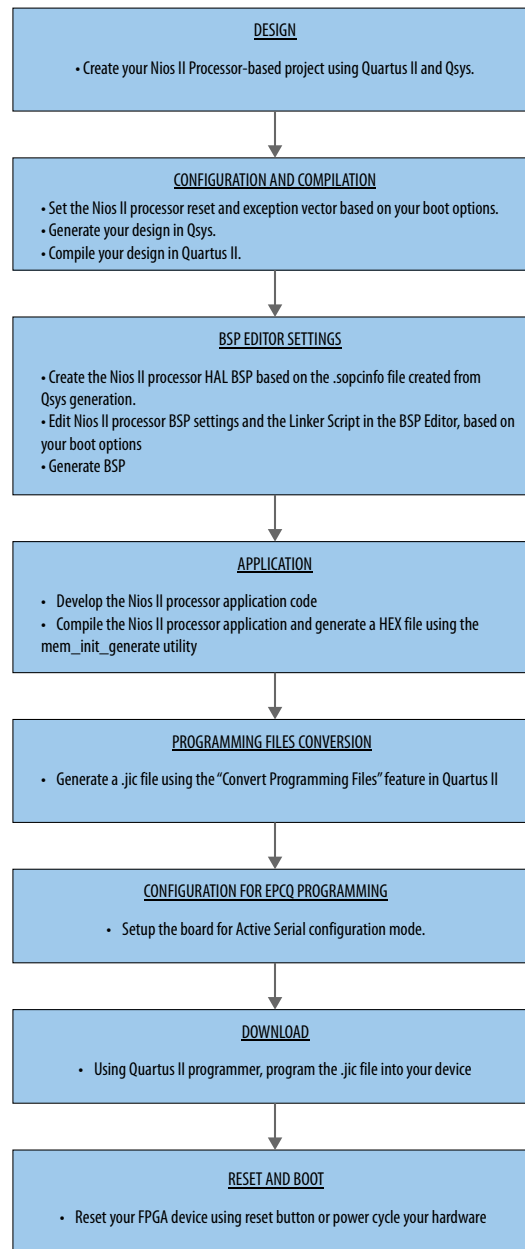 DESIGN
• Create your Nios II Processor-based project using Quartus II and Qsys.
CONFIGURATION AND COMPILATION
• Set the Nios II processor reset and exception vector based on your boot options.
• Generate your design in Qsys.
• Compile your design in Quartus II.
BSP EDITOR SETTINGS
• Create the Nios II processor HAL BSP based on the .sopcinfo file created from
Qsys generation.
• Edit Nios II processor BSP settings and the Linker Script in the BSP Editor, based on
your boot options
• Generate BSP
APPLICATION
• Develop the Nios II processor application code
• Compile the Nios II processor application and generate a HEX file using the
mem_init_generate utility
PROGRAMMING FILES CONVERSION
• Generate a .jic file using the “Convert Programming Files” feature in Quartus II
CONFIGURATION FOR EPCQ PROGRAMMING
• Setup the board for Active Serial configuration mode.
DOWNLOAD
• Using Quartus II programmer, program the .jic file into your device
RESET AND BOOT
• Reset your FPGA device using reset button or power cycle your hardware